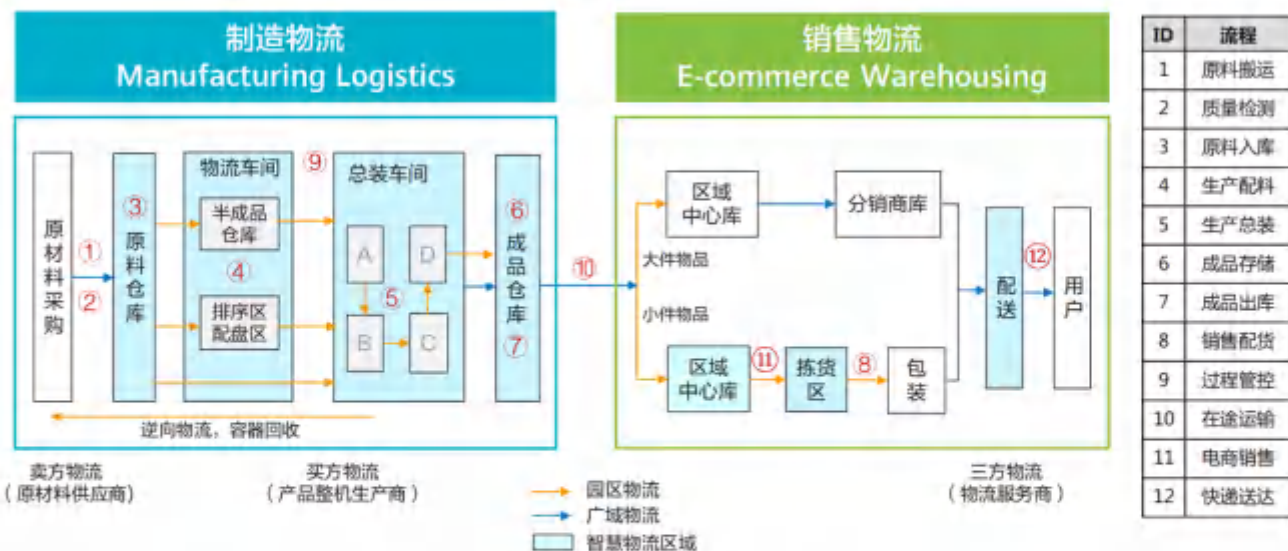 制造物流
Manufacturing Logistics
销售物流
E-commerce Warehousing
原材料采购
①
②
③
原料仓库
物流车间
半成品
仓库
④
排序区
配盘区
⑨
总装车间
A
D
⑤
B
C
⑥
成品仓库
⑦
逆向物流，容器回收
⑩
区域
中心库
分销商库
大件物品
小件物品
区域
中心库
⑪
拣货
区
⑧
包
装
配送
⑫
用户
卖方物流
（原材料供应商)
买方物流
（产品整机生产商）
三方物流
（物流服务商）
园区物流
广域物流
智慧物流区域
ID 流程
1 原料搬运
2 质量检测
3 原料入库
4 生产配料
5 生产总装
6 成品存储
7 成品出库
8 销售配货
9 过程管控
10 在途运输
11 电商销售
12 快递送达